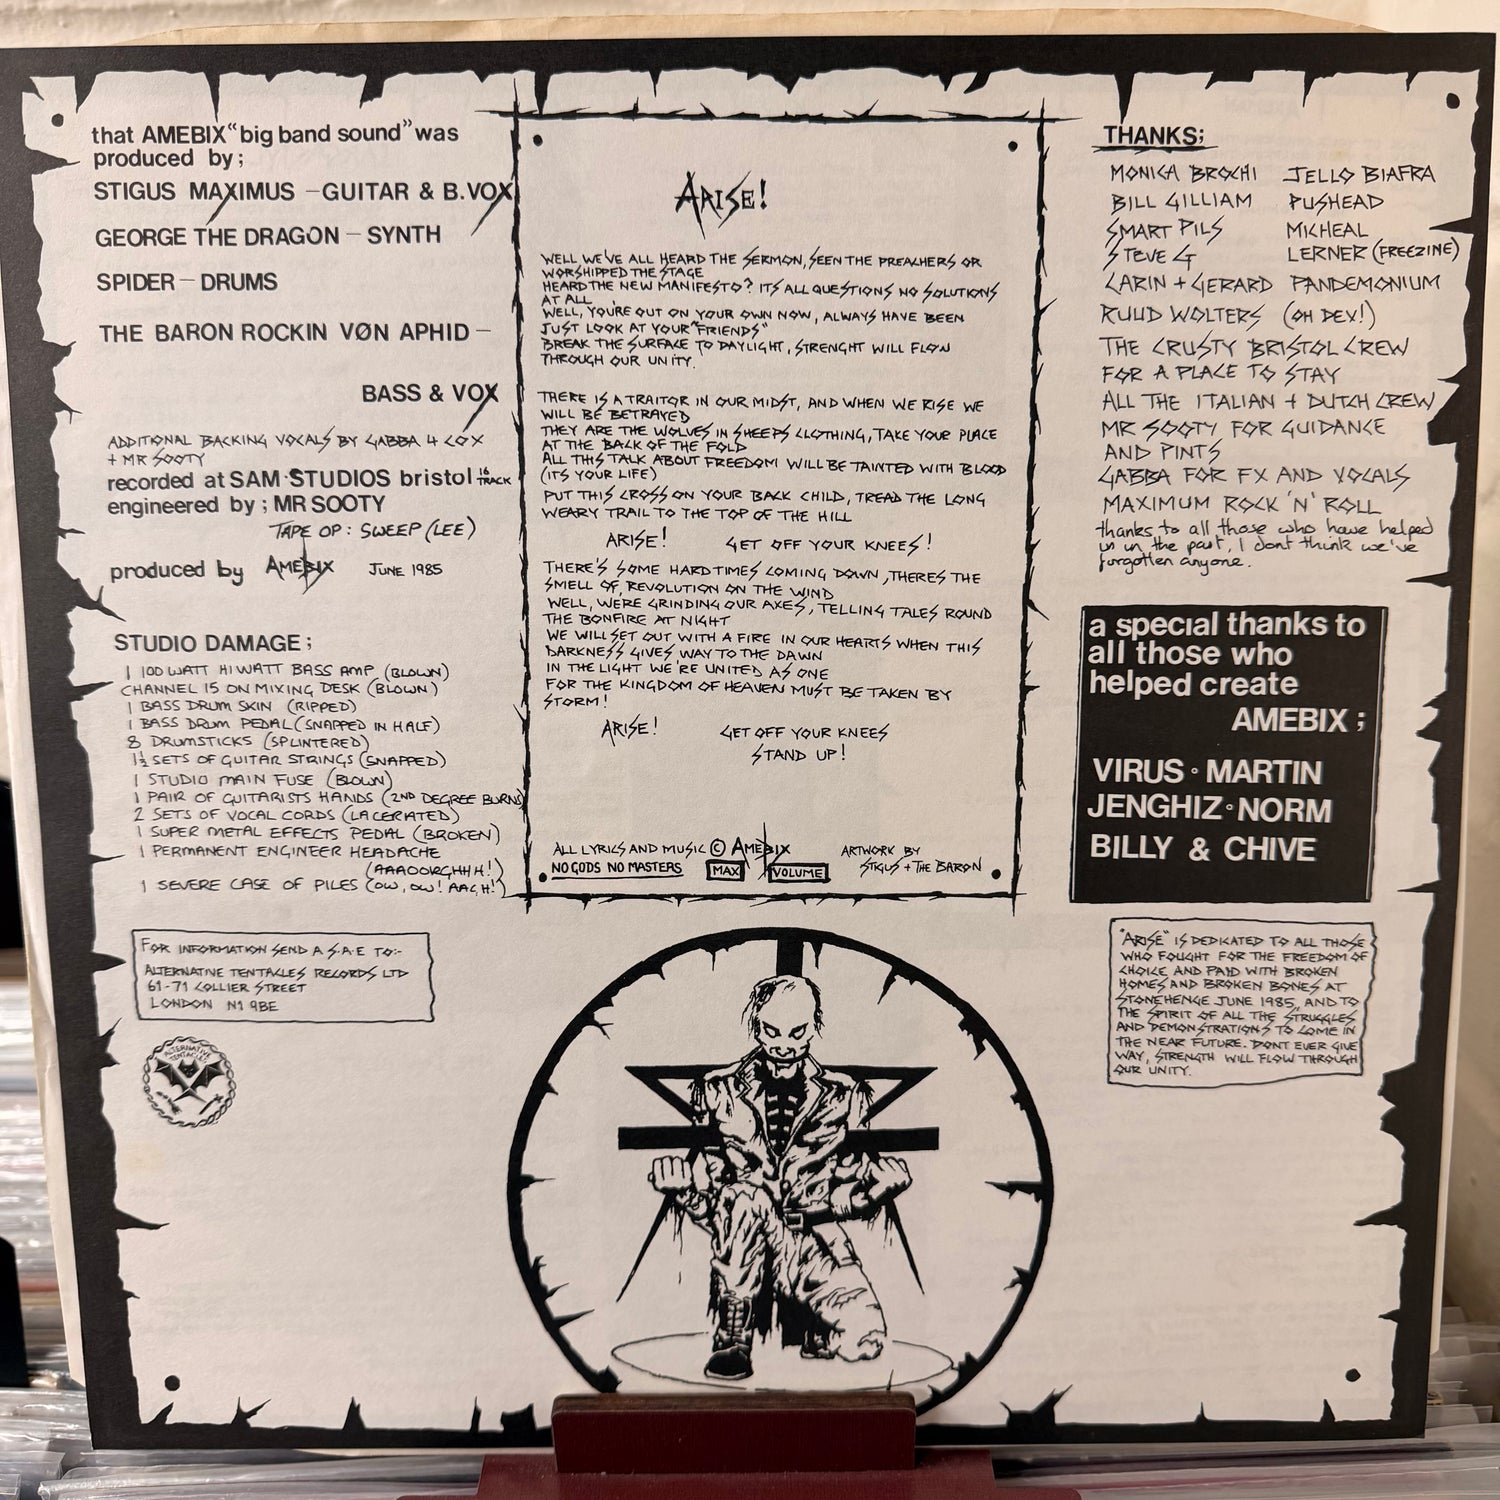 that AMEBIX "big band sound" was
produced by;
STIGUS MAXIMUS – GUITAR & B.VOX
GEORGE THE DRAGON – SYNTH
SPIDER – DRUMS
THE BARON ROCKIN VØN APHID –
BASS & VOX
ADDITIONAL BACKING VOCALS BY GABBA 4 COX
+ MR SOOTY
recorded at SAM·STUDIOS bristol 16 TRACK
engineered by; MR SOOTY
TAPE OP: SWEEP (LEE)
produced by AMEBIX JUNE 1985
STUDIO DAMAGE;
1 100 WATT HIWATT BASS AMP (BLOWN)
CHANNEL 15 ON MIXING DESK (BLOWN)
1 BASS DRUM SKIN (RIPPED)
1 BASS DRUM PEDAL (SNAPPED IN HALF)
8 DRUMSTICKS (SPLINTERED)
1½ SETS OF GUITAR STRINGS (SNAPPED)
1 STUDIO MAIN FUSE (BLOWN)
1 PAIR OF GUITARISTS HANDS (2ND DEGREE BURNS)
2 SETS OF VOCAL CORDS (LACERATED)
1 SUPER METAL EFFECTS PEDAL (BROKEN)
1 PERMANENT ENGINEER HEADACHE
(AAAOORGHHH!)
1 SEVERE CASE OF PILES (OW, OW! AAGH!)
FOR INFORMATION SEND A S.A.E TO:-
ALTERNATIVE TENTACLES RECORDS LTD
61-71 COLLIER STREET
LONDON N1 9BE
ALTERNATIVE
TENTACLES
ARISE!
WELL WE'VE ALL HEARD THE SERMON, SEEN THE PREACHERS OR
WORSHIPPED THE STAGE
HEARD THE NEW MANIFESTO? ITS ALL QUESTIONS NO SOLUTIONS
AT ALL
WELL, YOU'RE OUT ON YOUR OWN NOW, ALWAYS HAVE BEEN
JUST LOOK AT YOUR "FRIENDS"
BREAK THE SURFACE TO DAYLIGHT, STRENGHT WILL FLOW
THROUGH OUR UNITY.
THERE IS A TRAITOR IN OUR MIDST, AND WHEN WE RISE WE
WILL BE BETRAYED
THEY ARE THE WOLVES IN SHEEPS CLOTHING, TAKE YOUR PLACE
AT THE BACK OF THE FOLD
ALL THIS TALK ABOUT FREEDOM WILL BE TAINTED WITH BLOOD
(ITS YOUR LIFE)
PUT THIS CROSS ON YOUR BACK CHILD, TREAD THE LONG
WEARY TRAIL TO THE TOP OF THE HILL
ARISE! GET OFF YOUR KNEES!
THERE'S SOME HARD TIMES COMING DOWN, THERES THE
SMELL OF REVOLUTION ON THE WIND
WELL, WERE GRINDING OUR AXES, TELLING TALES ROUND
THE BONFIRE AT NIGHT
WE WILL SET OUT WITH A FIRE IN OUR HEARTS WHEN THIS
DARKNESS GIVES WAY TO THE DAWN
IN THE LIGHT WE'RE UNITED AS ONE
FOR THE KINGDOM OF HEAVEN MUST BE TAKEN BY
STORM!
ARISE! GET OFF YOUR KNEES
STAND UP!
ALL LYRICS AND MUSIC © AMEBIX
NO GODS NO MASTERS MAX VOLUME
ARTWORK BY
STIGUS + THE BARON
THANKS;
MONICA BROCHI JELLO BIAFRA
BILL GILLIAM PUSHEAD
SMART PILS MICHEAL
STEVE G LERNER (FREEZINE)
CARIN + GERARD PANDEMONIUM
RUUD WOLTERS (OH DEX!)
THE CRUSTY BRISTOL CREW
FOR A PLACE TO STAY
ALL THE ITALIAN + DUTCH CREW
MR SOOTY FOR GUIDANCE
AND PINTS
GABBA FOR FX AND VOCALS
MAXIMUM ROCK 'N' ROLL
thanks to all those who have helped
us in the past, I dont think we've
forgotten anyone.
a special thanks to
all those who
helped create
AMEBIX;
VIRUS · MARTIN
JENGHIZ · NORM
BILLY & CHIVE
"ARISE" IS DEDICATED TO ALL THOSE
WHO FOUGHT FOR THE FREEDOM OF
CHOICE AND PAID WITH BROKEN
HOMES AND BROKEN BONES AT
STONEHENGE JUNE 1985, AND TO
THE SPIRIT OF ALL THE STRUGGLES
AND DEMONSTRATIONS TO COME IN
THE NEAR FUTURE. DONT EVER GIVE
WAY, STRENGTH WILL FLOW THROUGH
OUR UNITY.